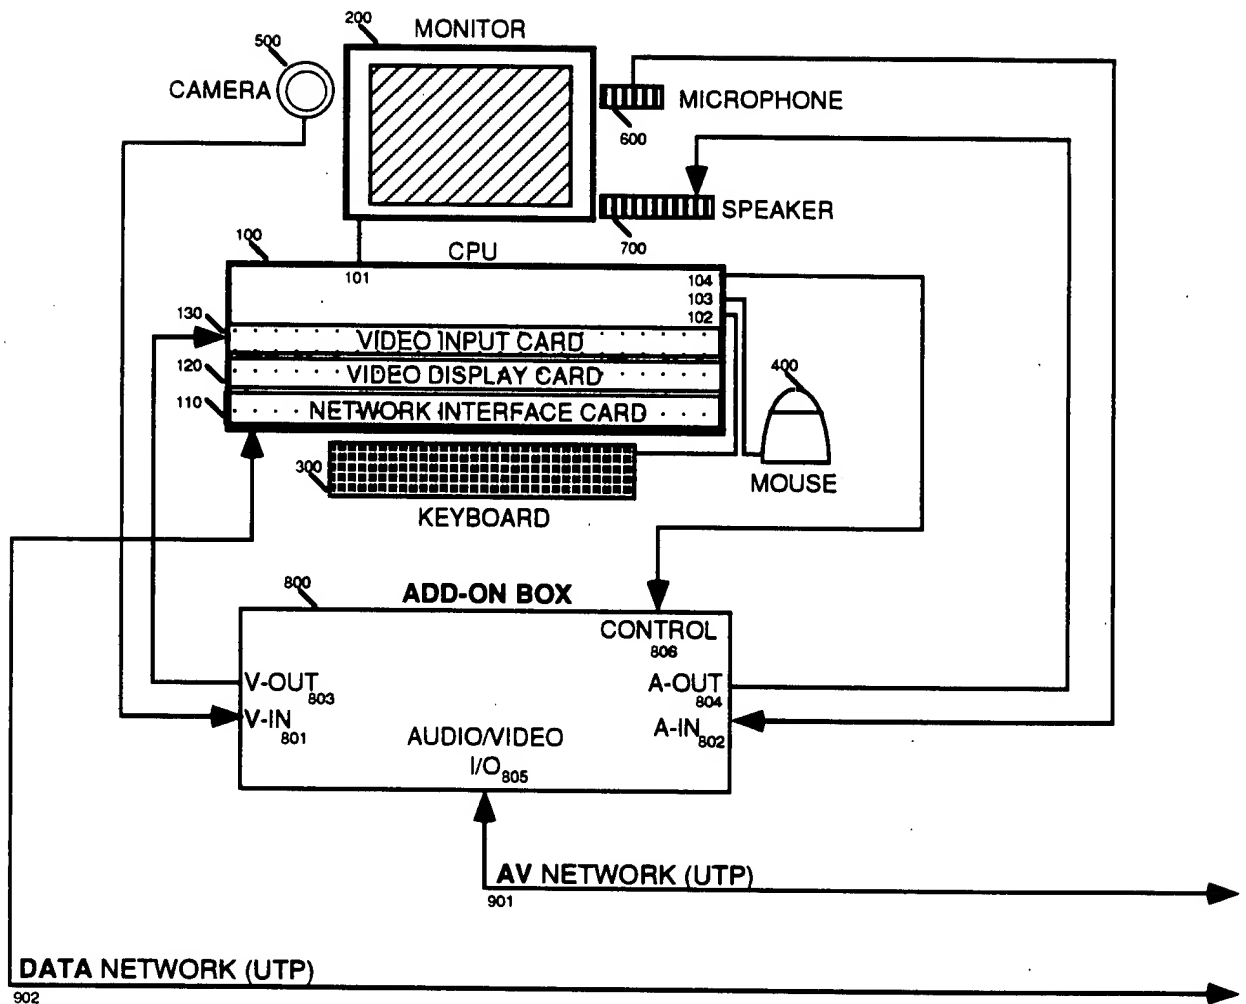 200
MONITOR
500
CAMERA
MICROPHONE
600
SPEAKER
700
100
CPU
101
104
103
102
130
VIDEO INPUT CARD
120
VIDEO DISPLAY CARD
110
NETWORK INTERFACE CARD
400
300
MOUSE
KEYBOARD
800
ADD-ON BOX
CONTROL
806
V-OUT 803
A-OUT 804
V-IN 801
A-IN 802
AUDIO/VIDEO
I/O 805
AV NETWORK (UTP)
901
DATA NETWORK (UTP)
902